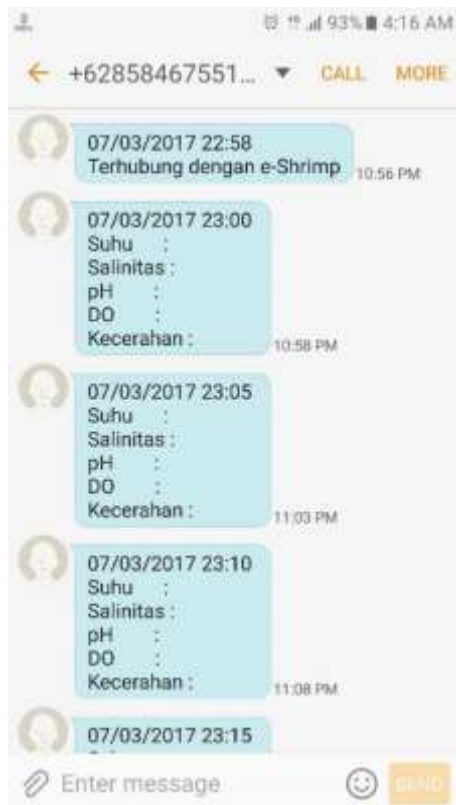 93% 4:16 AM
+62855846755​1... CALL MORE
07/03/2017 22:58
Terhubung dengan e-Shrimp
10:56 PM
07/03/2017 23:00
Suhu :
Salinitas :
pH :
DO :
Kecerahan :
10:58 PM
07/03/2017 23:05
Suhu :
Salinitas :
pH :
DO :
Kecerahan :
11:03 PM
07/03/2017 23:10
Suhu :
Salinitas :
pH :
DO :
Kecerahan :
11:08 PM
07/03/2017 23:15
Enter message
SEND